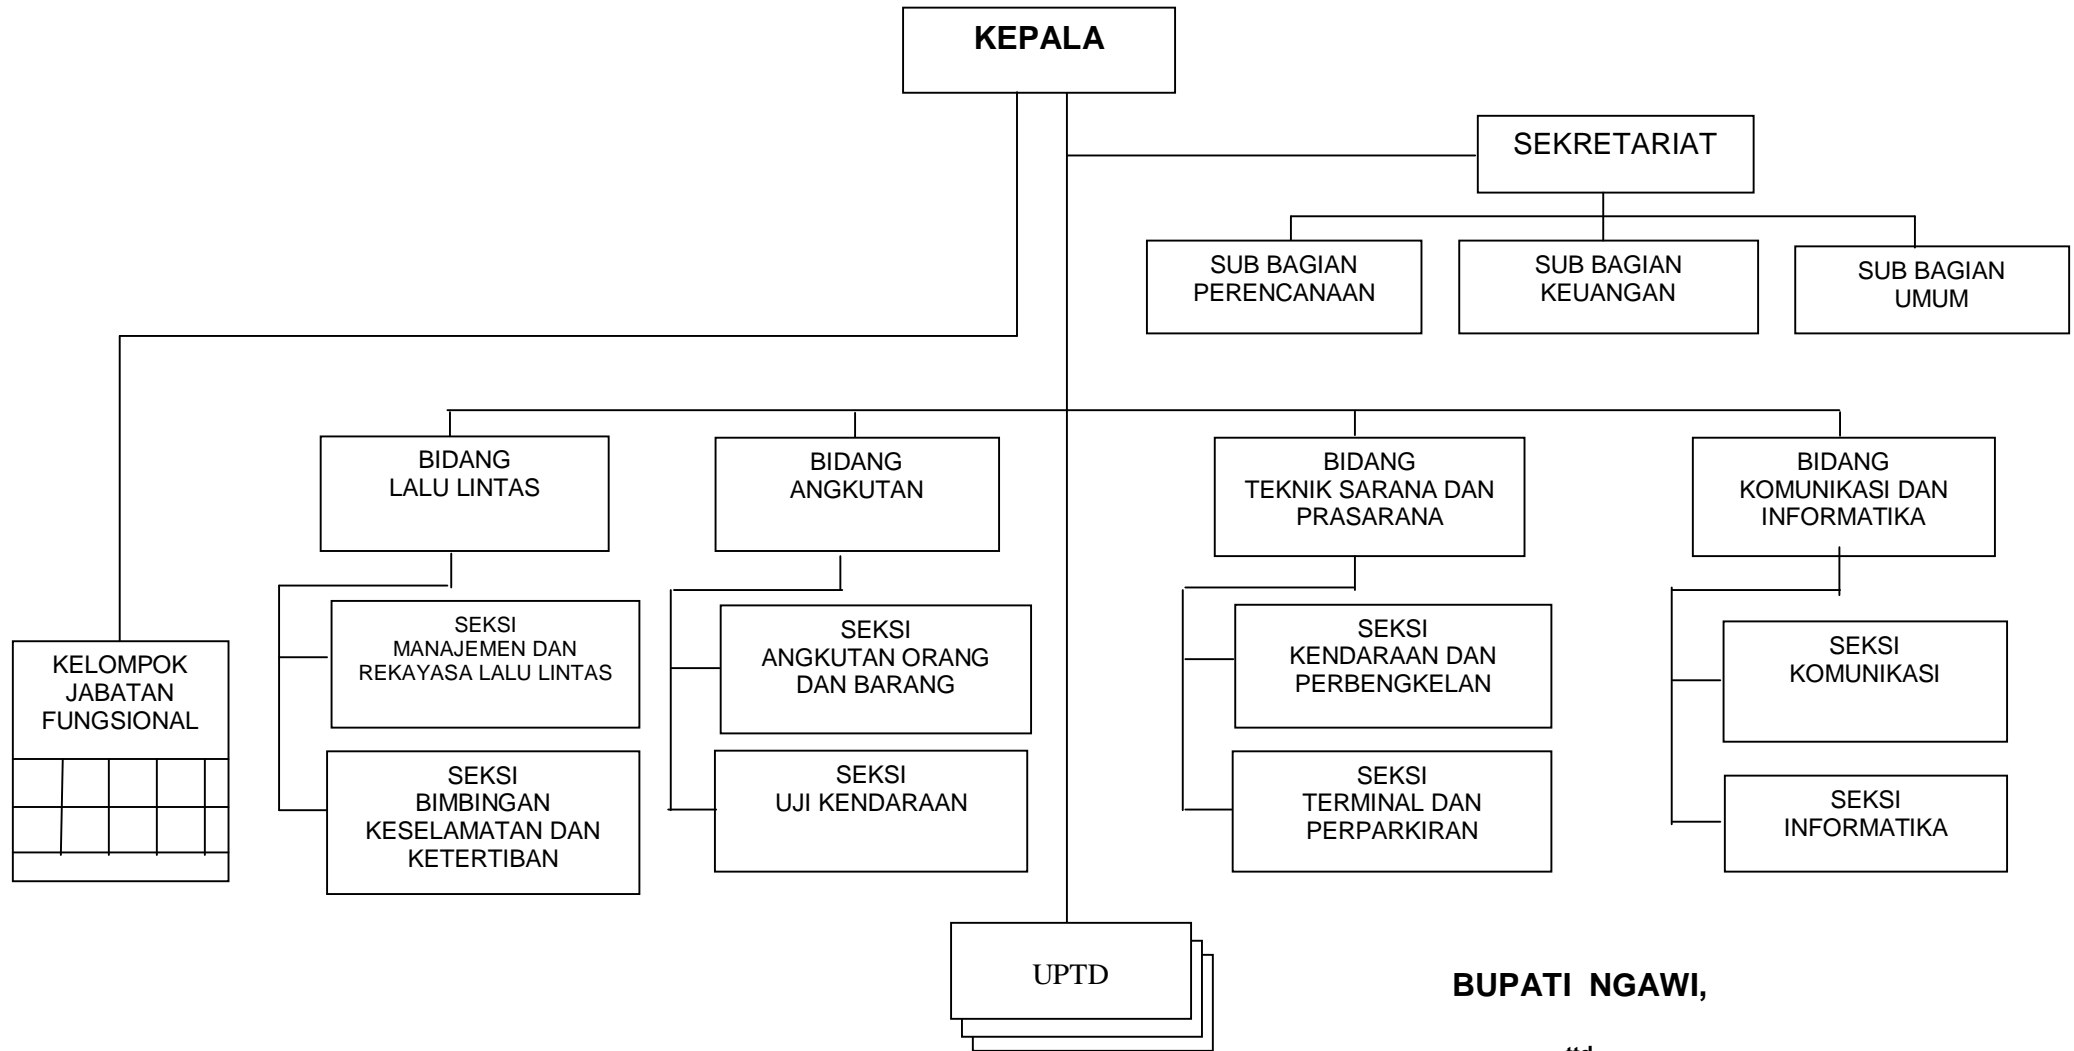 KEPALA
SEKRETARIAT
SUB BAGIAN
PERENCANAAN
SUB BAGIAN
KEUANGAN
SUB BAGIAN
UMUM
BIDANG
LALU LINTAS
BIDANG
ANGKUTAN
BIDANG
TEKNIK SARANA DAN
PRASARANA
BIDANG
KOMUNIKASI DAN
INFORMATIKA
KELOMPOK
JABATAN
FUNGSIONAL
SEKSI
MANAJEMEN DAN
REKAYASA LALU LINTAS
SEKSI
ANGKUTAN ORANG
DAN BARANG
SEKSI
KENDARAAN DAN
PERBENGKELAN
SEKSI
KOMUNIKASI
SEKSI
BIMBINGAN
KESELAMATAN DAN
KETERTIBAN
SEKSI
UJI KENDARAAN
SEKSI
TERMINAL DAN
PERPARKIRAN
SEKSI
INFORMATIKA
UPTD
BUPATI NGAWI,